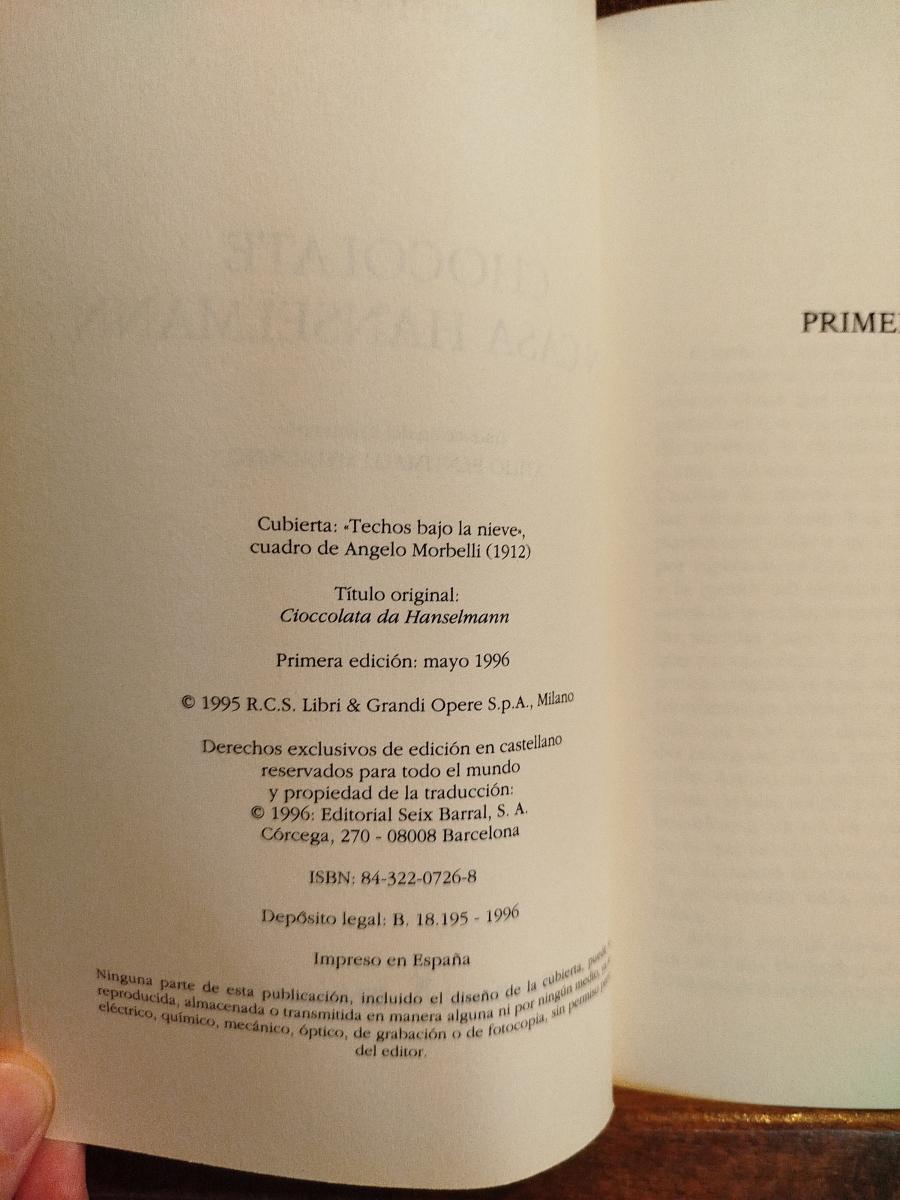 Cubierta: «Techos bajo la nieve»,
cuadro de Angelo Morbelli (1912)
Título original:
Cioccolata da Hanselmann
Primera edición: mayo 1996
© 1995 R.C.S. Libri & Grandi Opere S.p.A., Milano
Derechos exclusivos de edición en castellano
reservados para todo el mundo
y propiedad de la traducción:
© 1996: Editorial Seix Barral, S. A.
Córcega, 270 - 08008 Barcelona
ISBN: 84-322-0726-8
Depósito legal: B. 18.195 - 1996
Impreso en España
Ninguna parte de esta publicación, incluido el diseño de la cubierta,
reproducida, almacenada o transmitida en manera alguna ni por ningún medio,
eléctrico, químico, mecánico, óptico, de grabación o de fotocopia, sin permiso
del editor.
PRIME